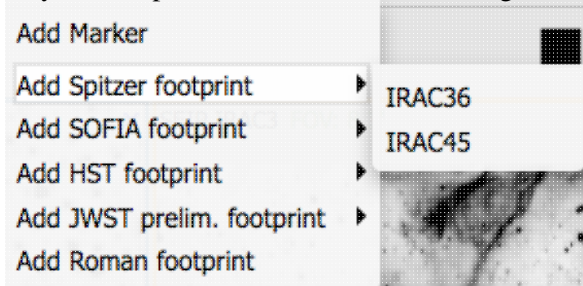 Add Marker
Add Spitzer footprint
IRAC36
Add SOFIA footprint
IRAC45
Add HST footprint
Add JWST prelim. footprint
Add Roman footprint